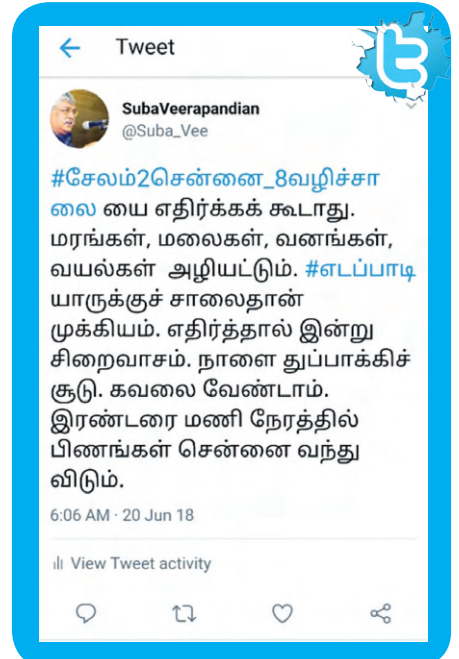 Tweet
SubaVeerapandian
@Suba_Vee
#சேலம்2சென்னை_8வழிச்சா
லை யை எதிர்க்கக் கூடாது.
மரங்கள், மலைகள், வனங்கள்,
வயல்கள் அழியட்டும். #எடப்பாடி
யாருக்குச் சாலைதான்
முக்கியம். எதிர்த்தால் இன்று
சிறைவாசம். நாளை துப்பாக்கிச்
சூடு. கவலை வேண்டாம்.
இரண்டரை மணி நேரத்தில்
பிணங்கள் சென்னை வந்து
விடும்.
6:06 AM · 20 Jun 18
View Tweet activity